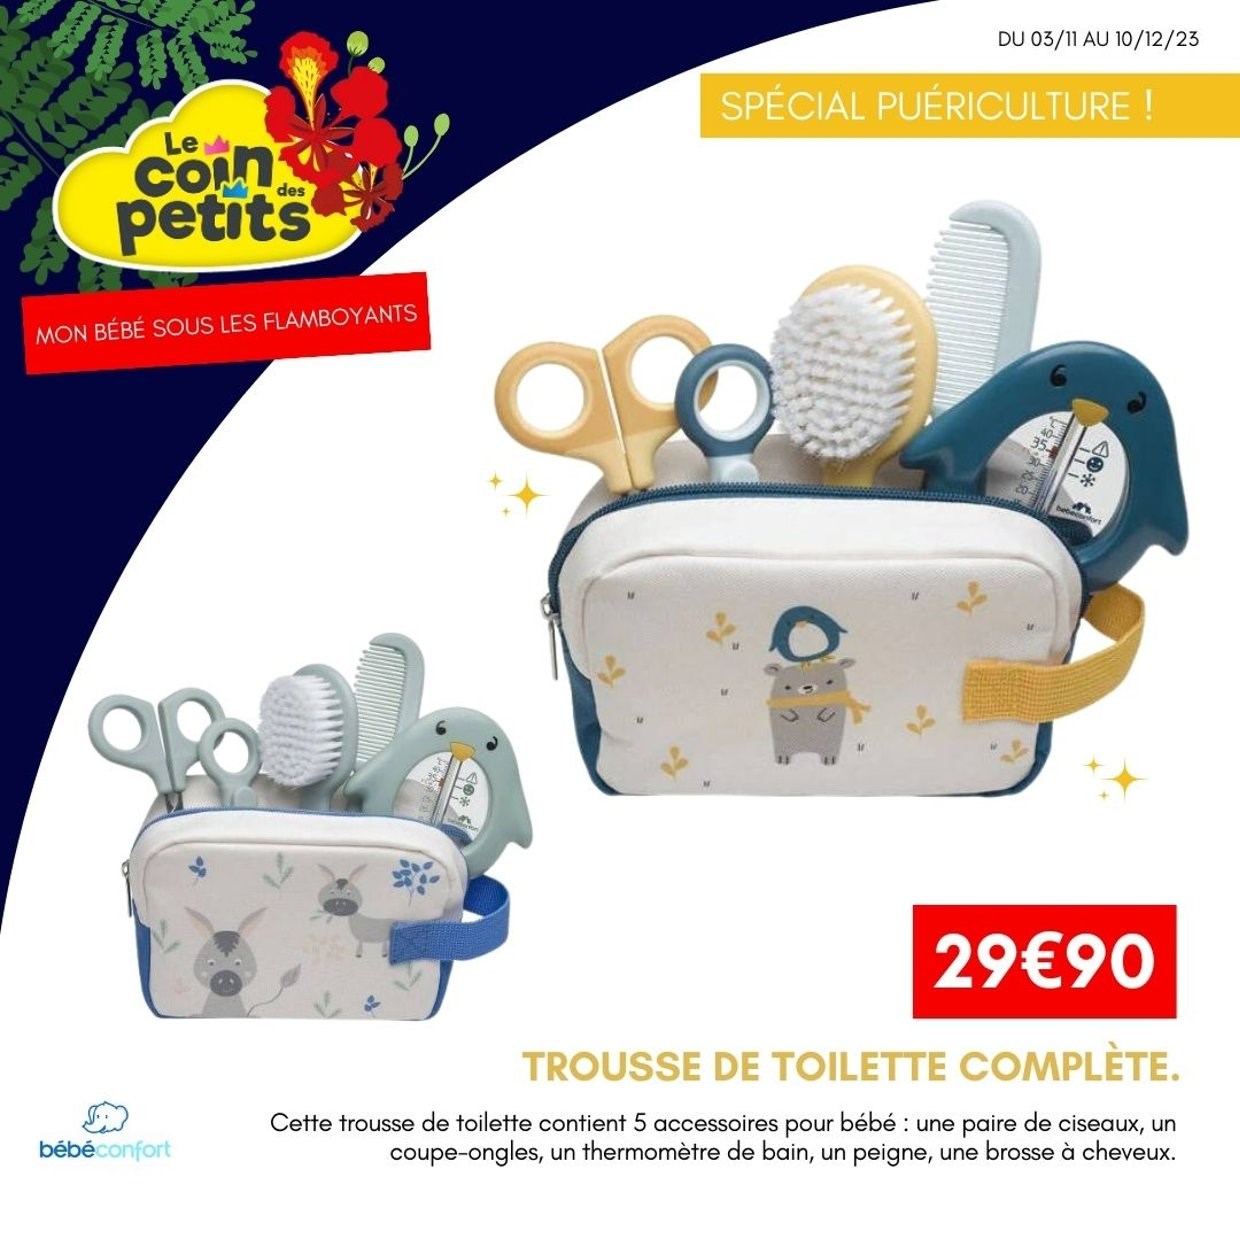 DU 03/11 AU 10/12/23
SPÉCIAL PUÉRICULTURE !
Le
coin
des
petits
MON BÉBÉ SOUS LES FLAMBOYANTS
bébéconfort
29€90
TROUSSE DE TOILETTE COMPLÈTE.
Cette trousse de toilette contient 5 accessoires pour bébé : une paire de ciseaux, un
coupe-ongles, un thermomètre de bain, un peigne, une brosse à cheveux.
bébéconfort